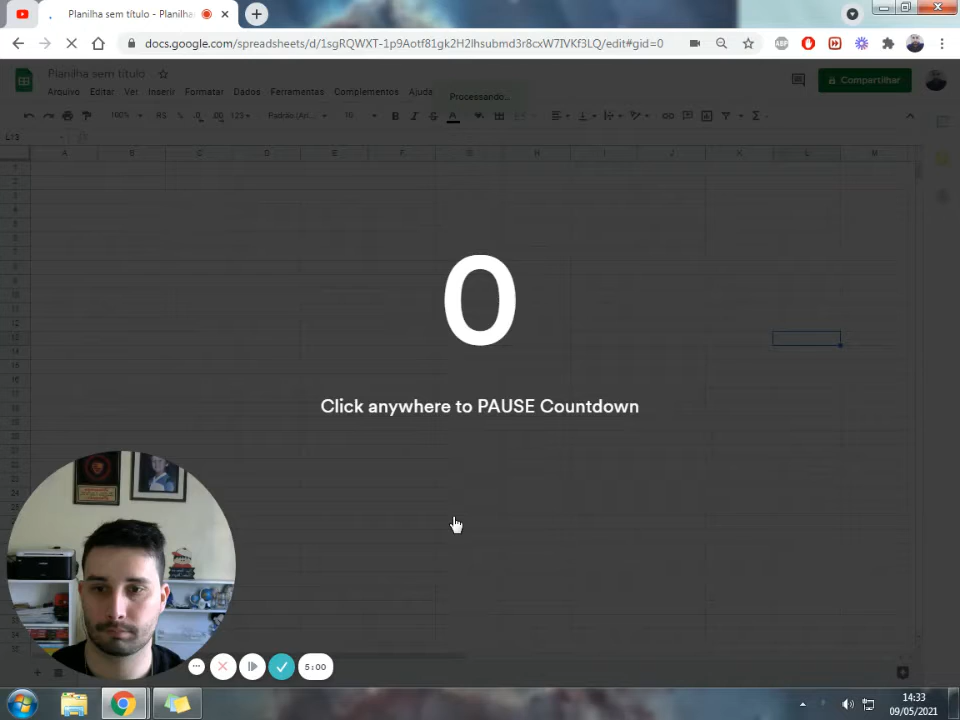 Planilha sem título - Planilha
docs.google.com/spreadsheets/d/1sgRQWXT-1p9Aotf81gk2H2lhsubmd3r8cxW7IVKf3LQ/edit#gid=0
Planilha sem título
Compartilhar
Arquivo Editar Ver Inserir Formatar Dados Ferramentas Complementos Ajuda
Processando...
100% R$ % .0 .00 123 Padrão (Ari... 10 B I S A
L13
A B C D E F G H I J K L M
0
Click anywhere to PAUSE Countdown
5:00
14:33
09/05/2021